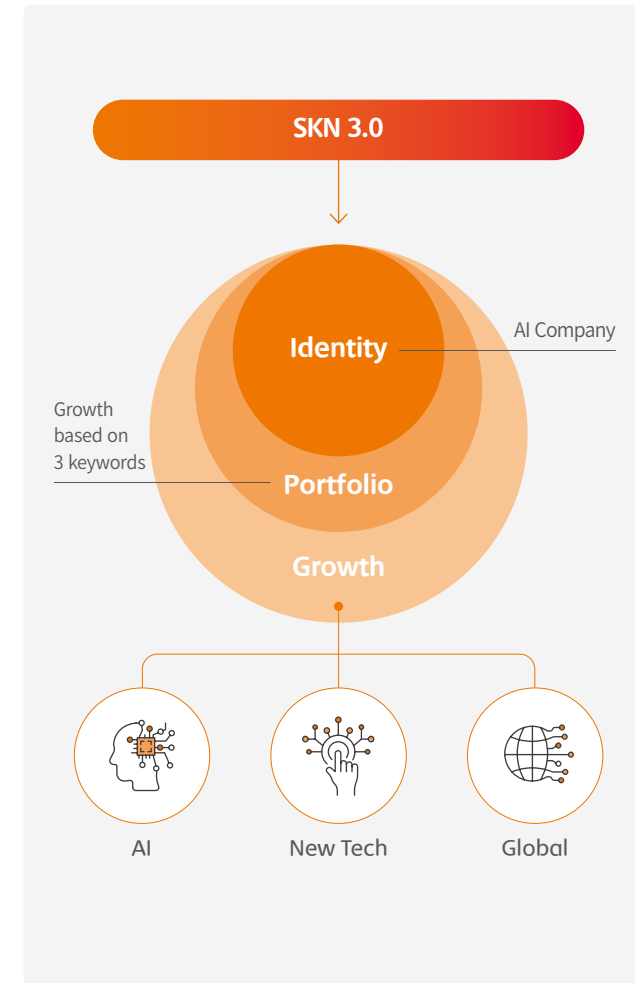 SKN 3.0
Identity
AI Company
Growth
based on
3 keywords
Portfolio
Growth
AI
New Tech
Global